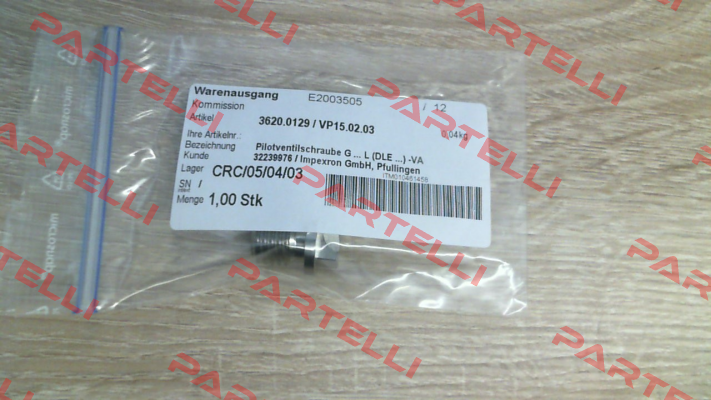 PARTELLI
PARTELLI
PARTELLI
Warenausgang E2003505 / 12
Kommission
Artikel 3620.0129 / VP15.02.03 0,04kg
Ihre Artikelnr.:
Bezeichnung Pilotventilschraube G ... L (DLE ...) -VA
Kunde 32239976 / Impexron GmbH, Pfullingen
Lager CRC/05/04/03 ITM010461458
SN /
Menge 1,00 Stk
PARTELLI
PARTELLI
PARTELLI
PARTELLI
PARTELLI
PARTELLI